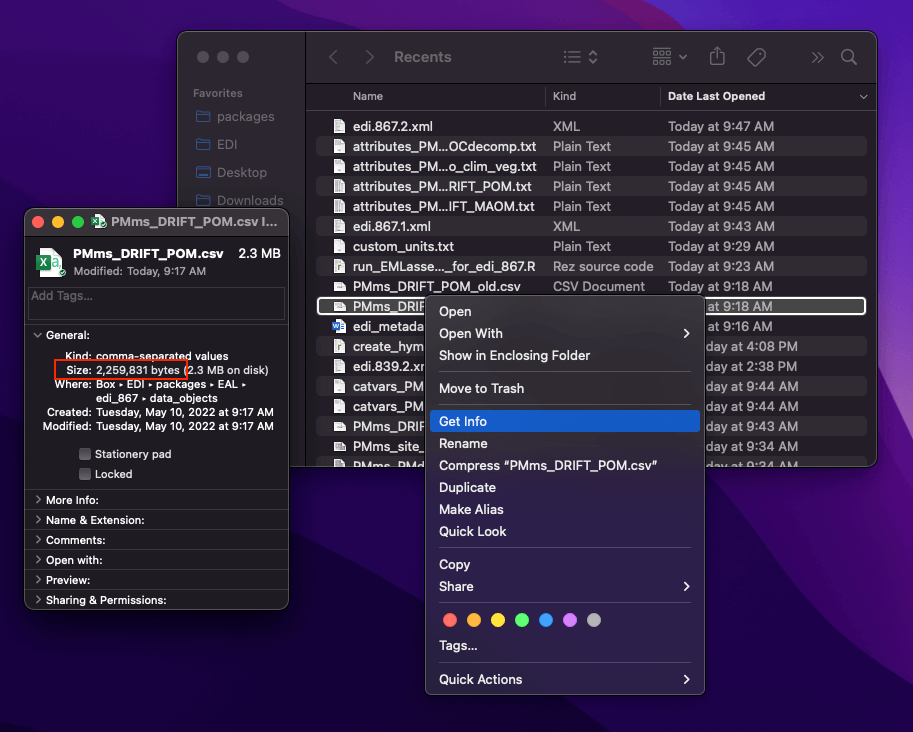 Recents
Favorites
packages
EDI
Desktop
Downloads
Name Kind Date Last Opened
edi.867.2.xml XML Today at 9:47 AM
attributes_PM...OCdecomp.txt Plain Text Today at 9:45 AM
attributes_PM...o_clim_veg.txt Plain Text Today at 9:45 AM
attributes_PM...RIFT_POM.txt Plain Text Today at 9:45 AM
attributes_PM...IFT_MAOM.txt Plain Text Today at 9:45 AM
edi.867.1.xml XML Today at 9:43 AM
custom_units.txt Plain Text Today at 9:29 AM
run_EMLasse..._for_edi_867.R Rez source code Today at 9:23 AM
PMms_DRIFT_POM_old.csv CSV Document Today at 9:18 AM
PMms_DRIF at 9:18 AM
edi_metada at 9:16 AM
create_hym at 4:08 PM
edi.839.2.xr at 2:38 PM
catvars_PM at 9:44 AM
catvars_PM at 9:44 AM
PMms_DRIF at 9:43 AM
PMms_site_ at 9:34 AM
PMms_PMd at 9:34 AM
PMms_DRIFT_POM.csv I...
PMms_DRIFT_POM.csv 2.3 MB
Modified: Today, 9:17 AM
Add Tags...
General:
Kind: comma-separated values
Size: 2,259,831 bytes (2.3 MB on disk)
Where: Box ▸ EDI ▸ packages ▸ EAL ▸
edi_867 ▸ data_objects
Created: Tuesday, May 10, 2022 at 9:17 AM
Modified: Tuesday, May 10, 2022 at 9:17 AM
Stationery pad
Locked
More Info:
Name & Extension:
Comments:
Open with:
Preview:
Sharing & Permissions:
Open
Open With
Show in Enclosing Folder
Move to Trash
Get Info
Rename
Compress “PMms_DRIFT_POM.csv”
Duplicate
Make Alias
Quick Look
Copy
Share
Tags...
Quick Actions